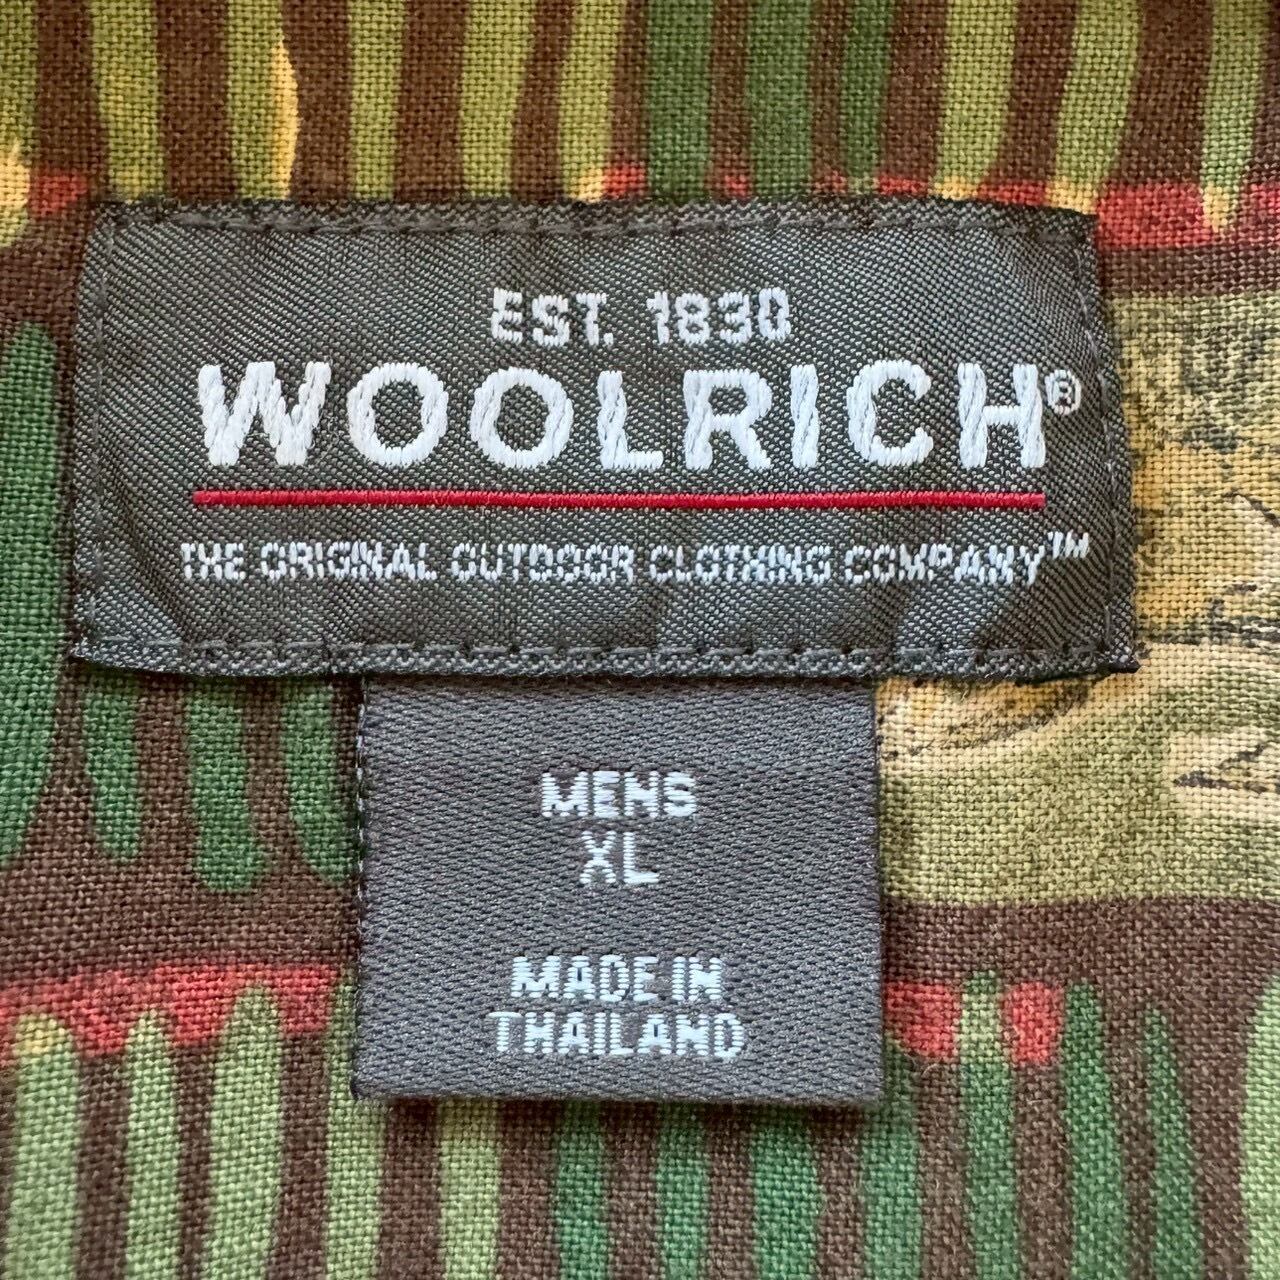 EST. 1830
WOOLRICH®
THE ORIGINAL OUTDOOR CLOTHING COMPANY™
MENS
XL
MADE IN
THAILAND